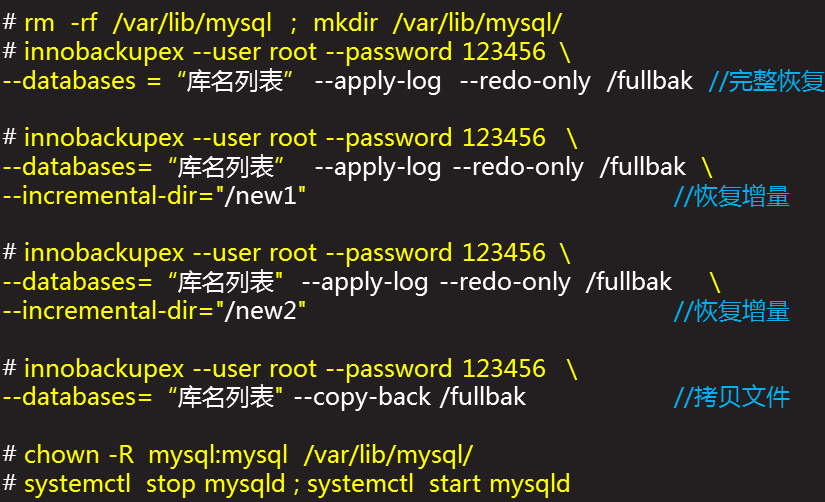 # rm -rf /var/lib/mysql ; mkdir /var/lib/mysql/
# innobackupex --user root --password 123456 \
--databases =“库名列表” --apply-log --redo-only /fullbak //完整恢复
# innobackupex --user root --password 123456 \
--databases=“库名列表” --apply-log --redo-only /fullbak \
--incremental-dir="/new1" //恢复增量
# innobackupex --user root --password 123456 \
--databases=“库名列表" --apply-log --redo-only /fullbak \
--incremental-dir="/new2" //恢复增量
# innobackupex --user root --password 123456 \
--databases=“库名列表" --copy-back /fullbak //拷贝文件
# chown -R mysql:mysql /var/lib/mysql/
# systemctl stop mysqld ; systemctl start mysqld